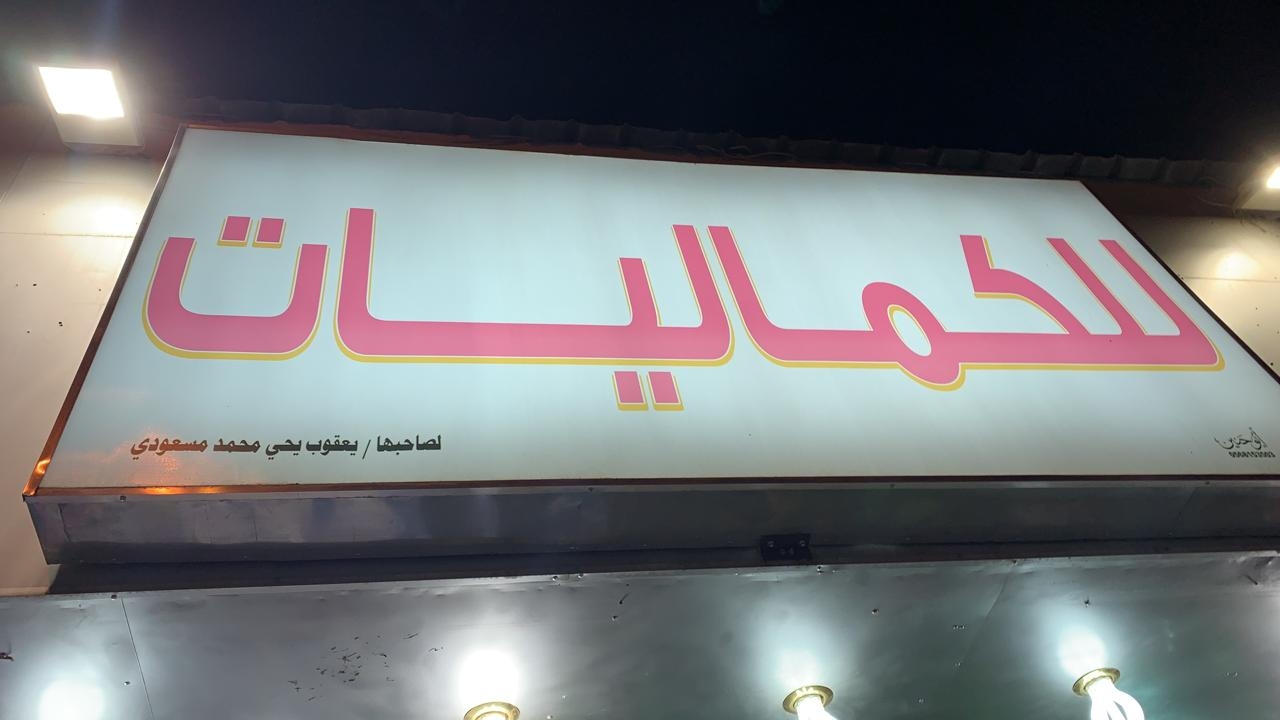 للكماليات
لصاحبها / يعقوب يحي محمد مسعودي